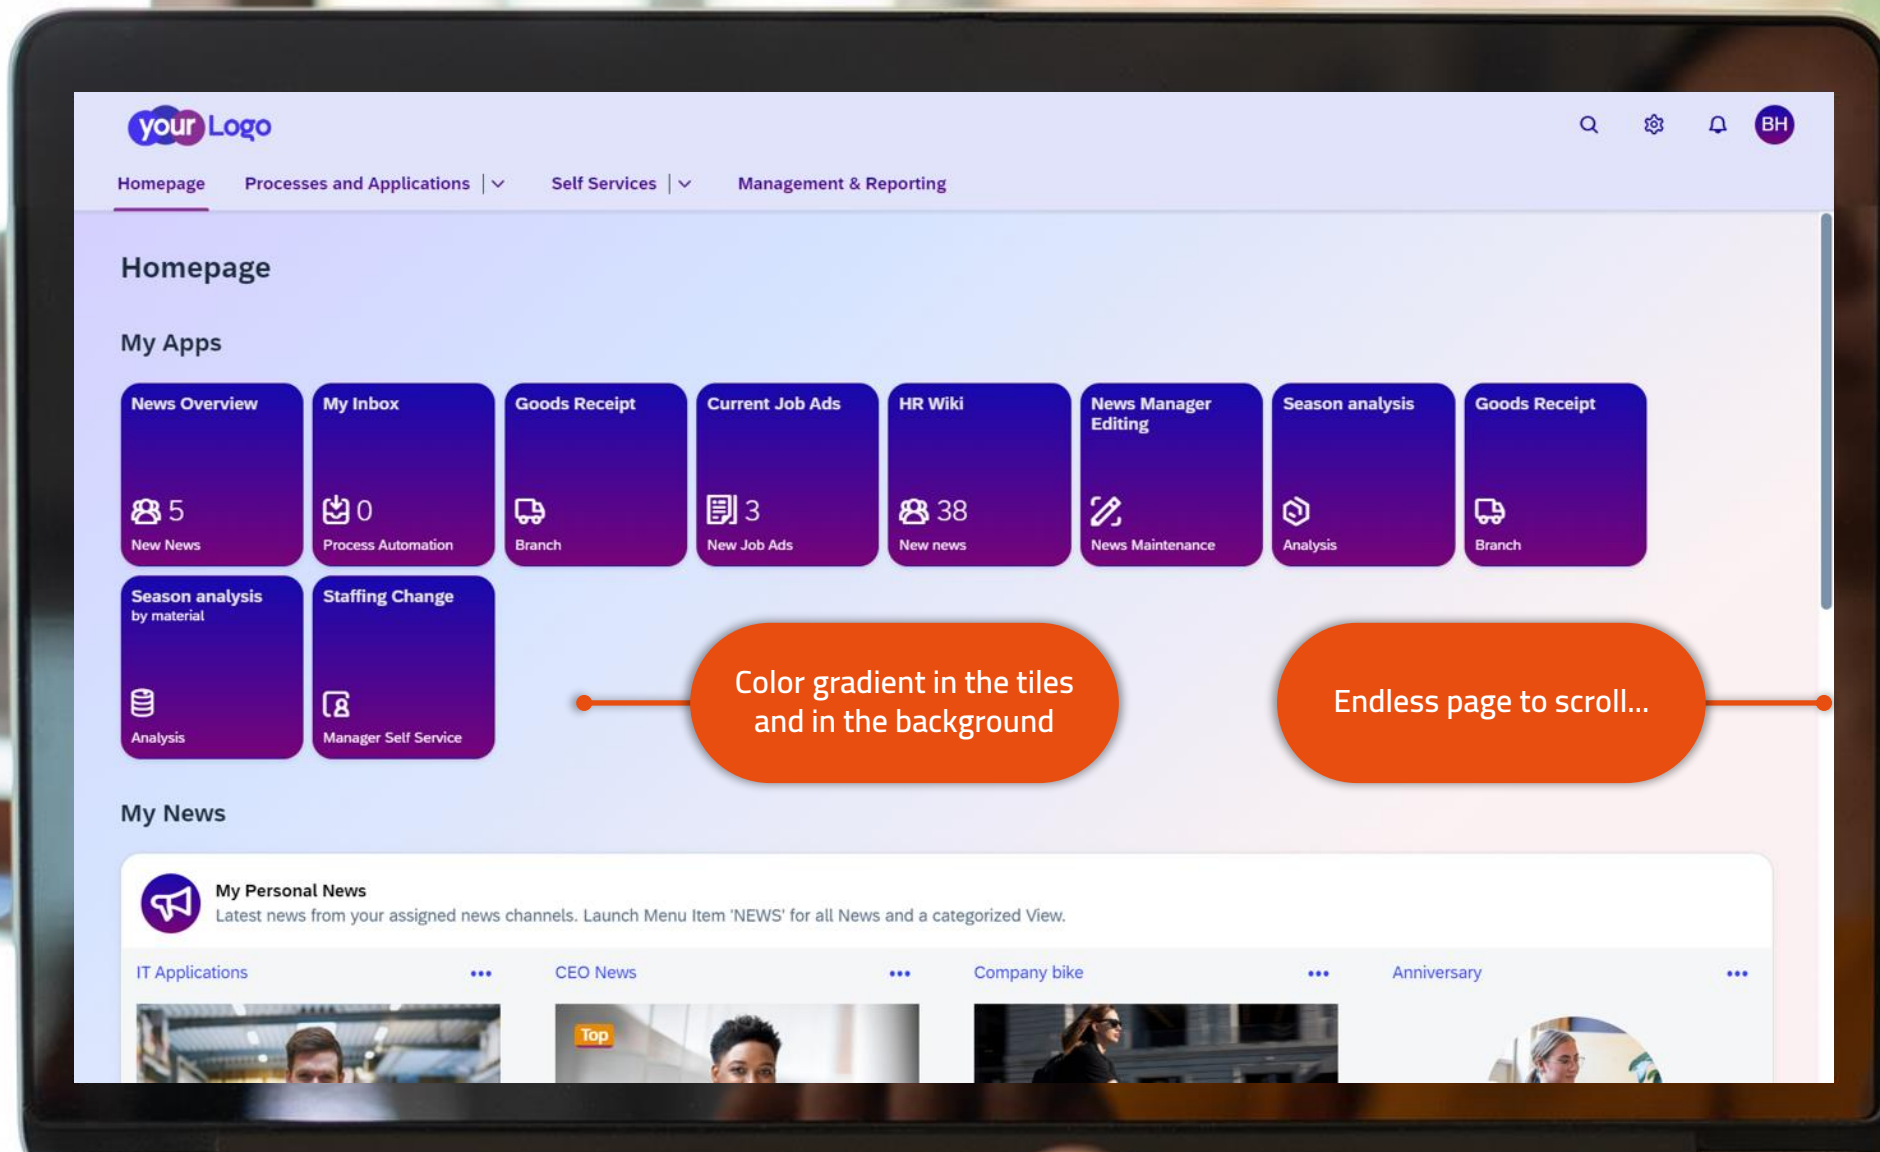 your Logo
BH
Homepage
Processes and Applications
Self Services
Management & Reporting
Homepage
My Apps
News Overview
5
New News
My Inbox
0
Process Automation
Goods Receipt
Branch
Current Job Ads
3
New Job Ads
HR Wiki
38
New news
News Manager
Editing
News Maintenance
Season analysis
Analysis
Goods Receipt
Branch
Season analysis
by material
Analysis
Staffing Change
Manager Self Service
Color gradient in the tiles
and in the background
Endless page to scroll...
My News
My Personal News
Latest news from your assigned news channels. Launch Menu Item 'NEWS' for all News and a categorized View.
IT Applications
CEO News
Top
Company bike
Anniversary